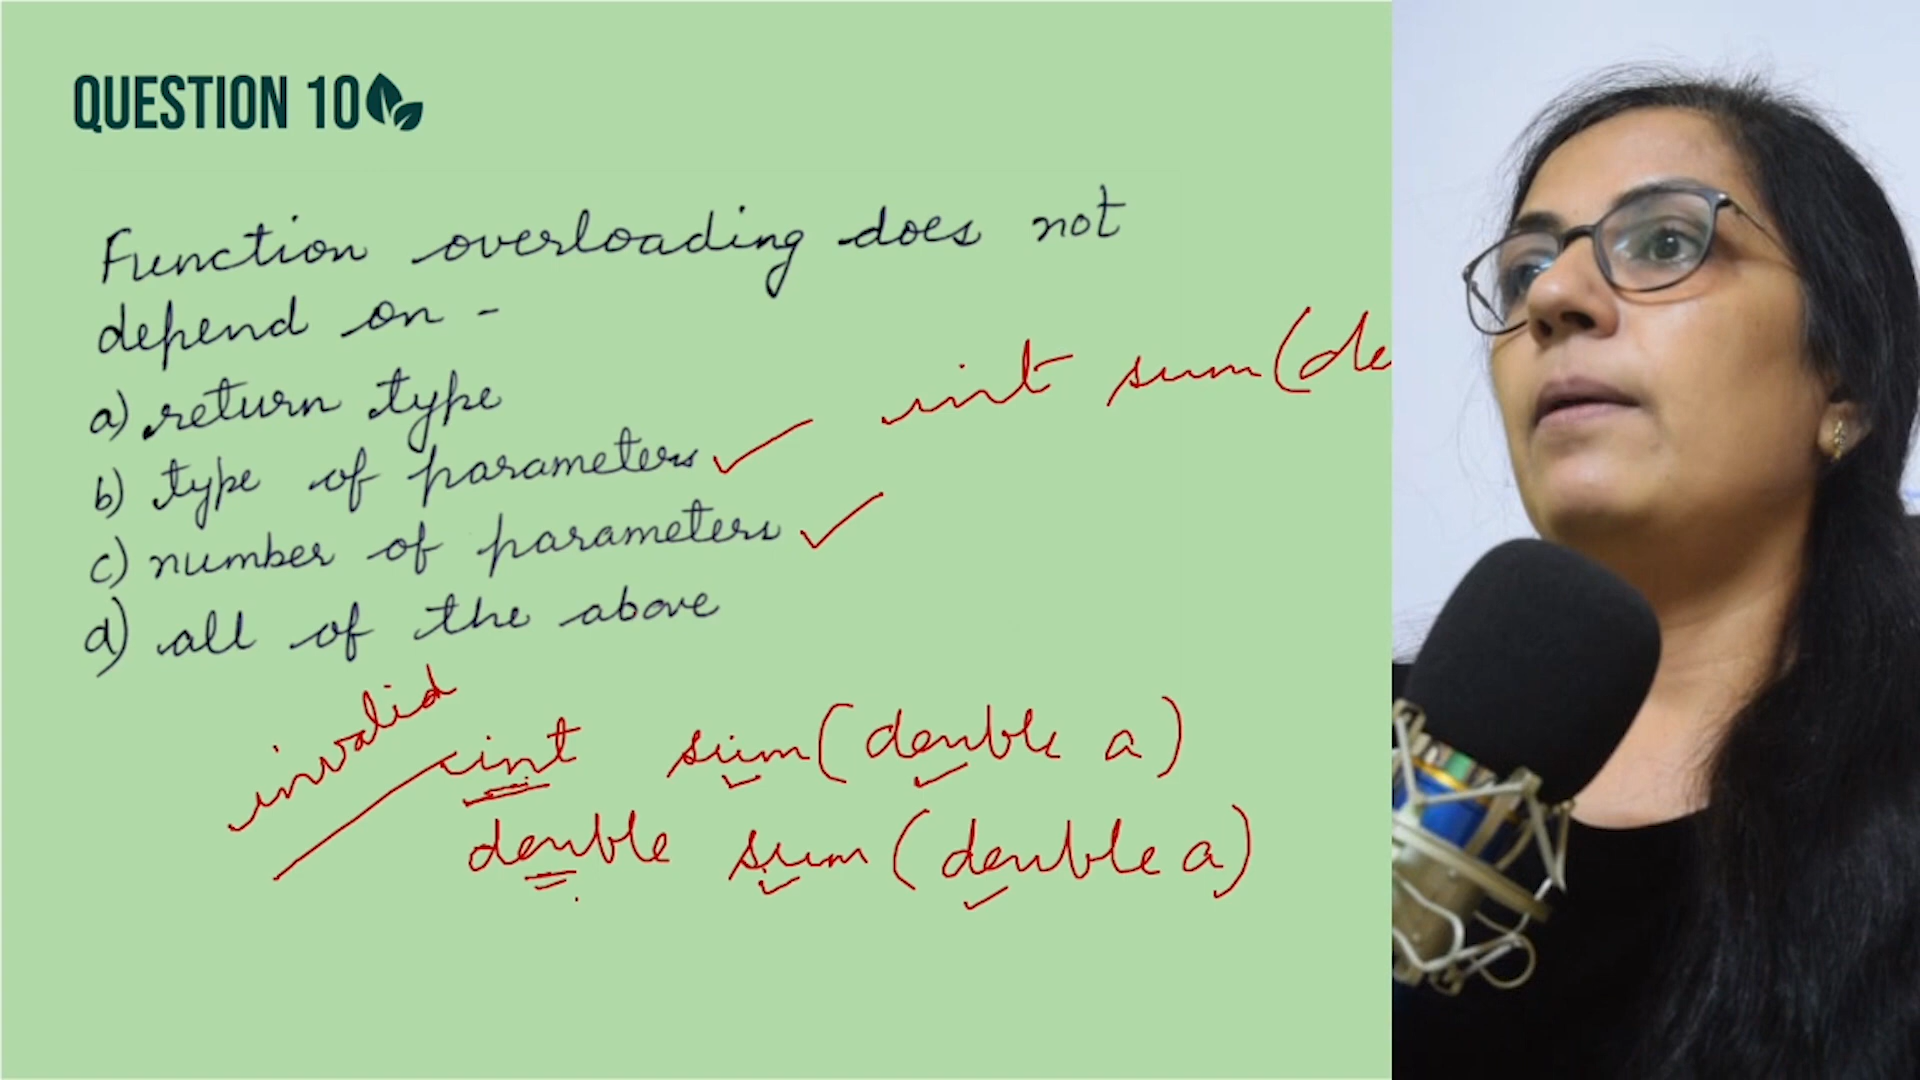 QUESTION 10
Function overloading does not
depend on -
a) return type
b) type of parameters
int sum(de
c) number of parameters
d) all of the above
invalid
int sum(double a)
double sum(double a)